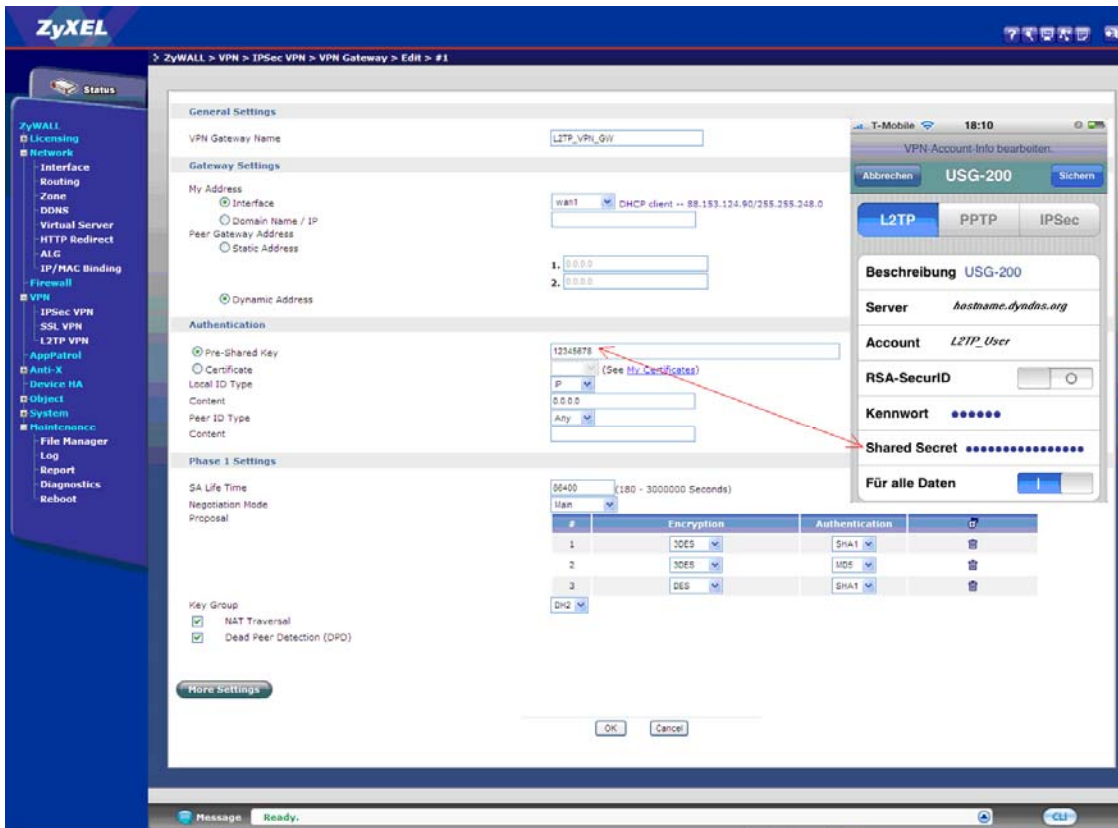 ZyXEL
ZyWALL > VPN > IPSec VPN > VPN Gateway > Edit > #1
Status
ZyWALL
Licensing
Network
Interface
Routing
Zone
DDNS
Virtual Server
HTTP Redirect
ALG
IP/MAC Binding
Firewall
VPN
IPSec VPN
SSL VPN
L2TP VPN
AppPatrol
Anti-X
Device HA
Object
System
Maintenance
File Manager
Log
Report
Diagnostics
Reboot
General Settings
VPN Gateway Name L2TP_VPN_GW
Gateway Settings
My Address
Interface wan1 DHCP client -- 88.153.124.90/255.255.248.0
Domain Name / IP
Peer Gateway Address
Static Address
1. 0.0.0.0
2. 0.0.0.0
Dynamic Address
Authentication
Pre-Shared Key 12345678
Certificate (See My Certificates)
Local ID Type IP
Content 0.0.0.0
Peer ID Type Any
Content
Phase 1 Settings
SA Life Time 86400 (180 - 3000000 Seconds)
Negotiation Mode Main
Proposal
# Encryption Authentication
1 3DES SHA1
2 3DES MD5
3 DES SHA1
Key Group DH2
NAT Traversal
Dead Peer Detection (DPD)
More Settings
OK Cancel
Message Ready. CLI
T-Mobile 18:10
VPN-Account-Info bearbeiten.
Abbrechen USG-200 Sichern
L2TP PPTP IPSec
Beschreibung USG-200
Server hostname.dyndns.org
Account L2TP_User
RSA-SecurID
Kennwort ••••••
Shared Secret ••••••••••••••••
Für alle Daten